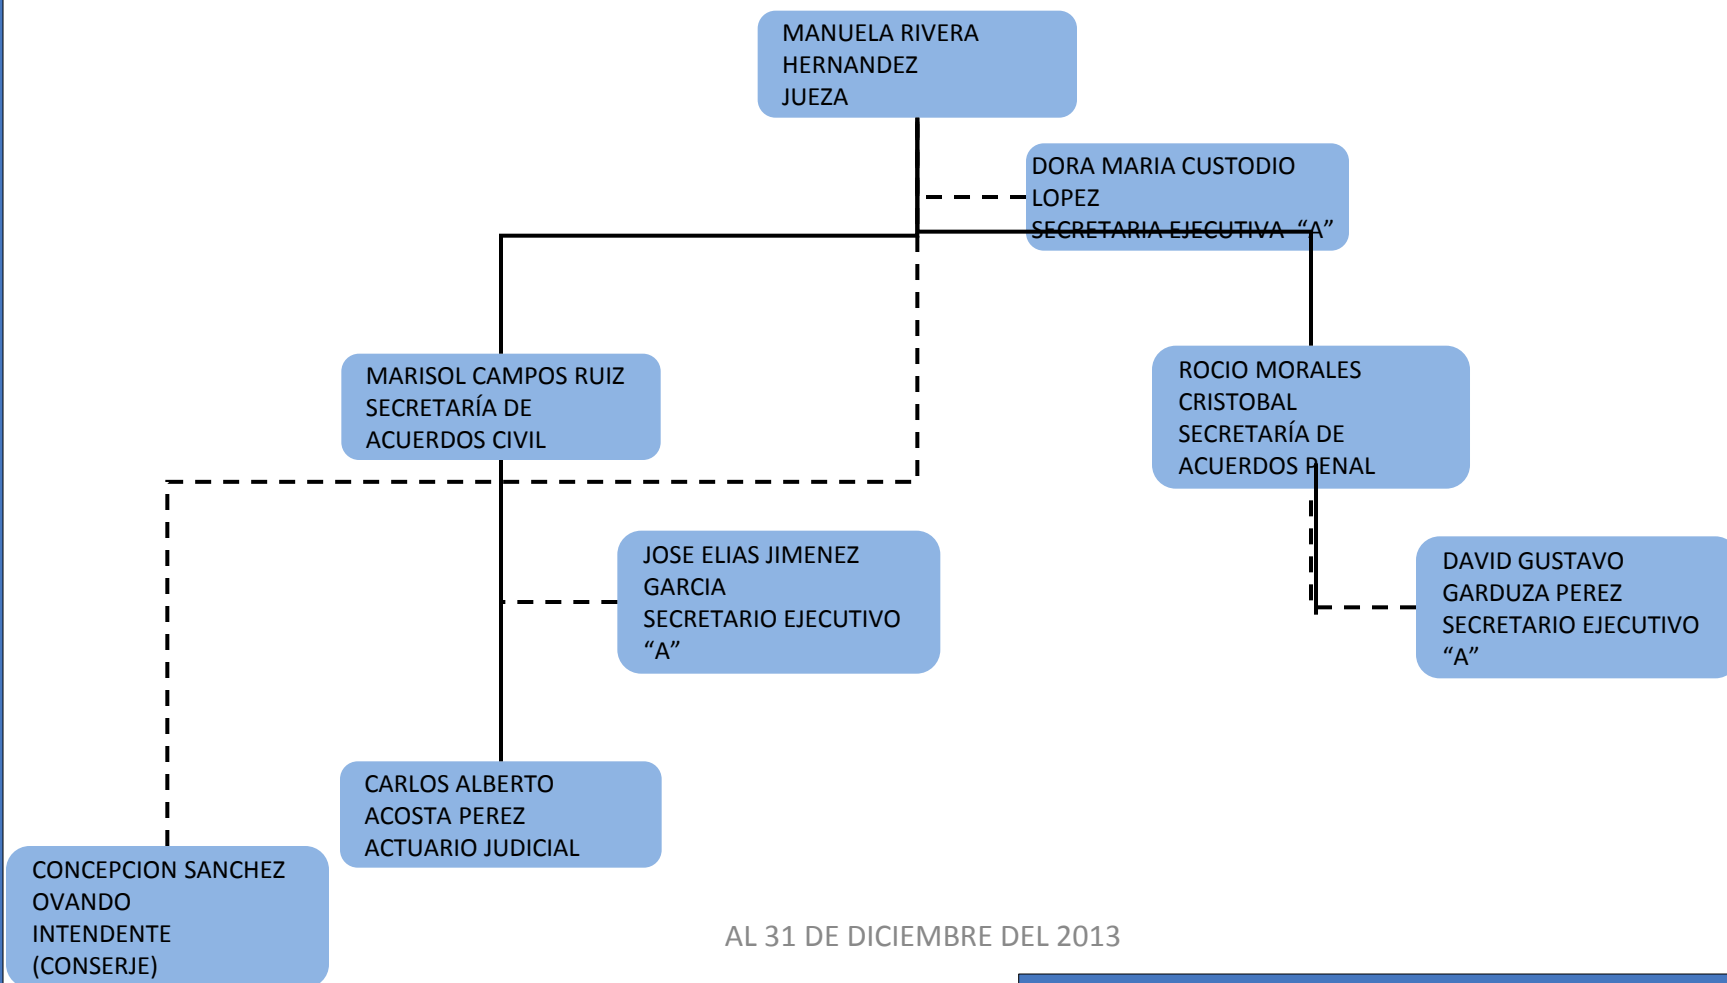 MANUELA RIVERA
HERNANDEZ
JUEZA
DORA MARIA CUSTODIO
LOPEZ
SECRETARIA EJECUTIVA “A”
MARISOL CAMPOS RUIZ
SECRETARÍA DE
ACUERDOS CIVIL
ROCIO MORALES
CRISTOBAL
SECRETARÍA DE
ACUERDOS PENAL
JOSE ELIAS JIMENEZ
GARCIA
SECRETARIO EJECUTIVO
“A”
DAVID GUSTAVO
GARDUZA PEREZ
SECRETARIO EJECUTIVO
“A”
CARLOS ALBERTO
ACOSTA PEREZ
ACTUARIO JUDICIAL
CONCEPCION SANCHEZ
OVANDO
INTENDENTE
(CONSERJE)
AL 31 DE DICIEMBRE DEL 2013